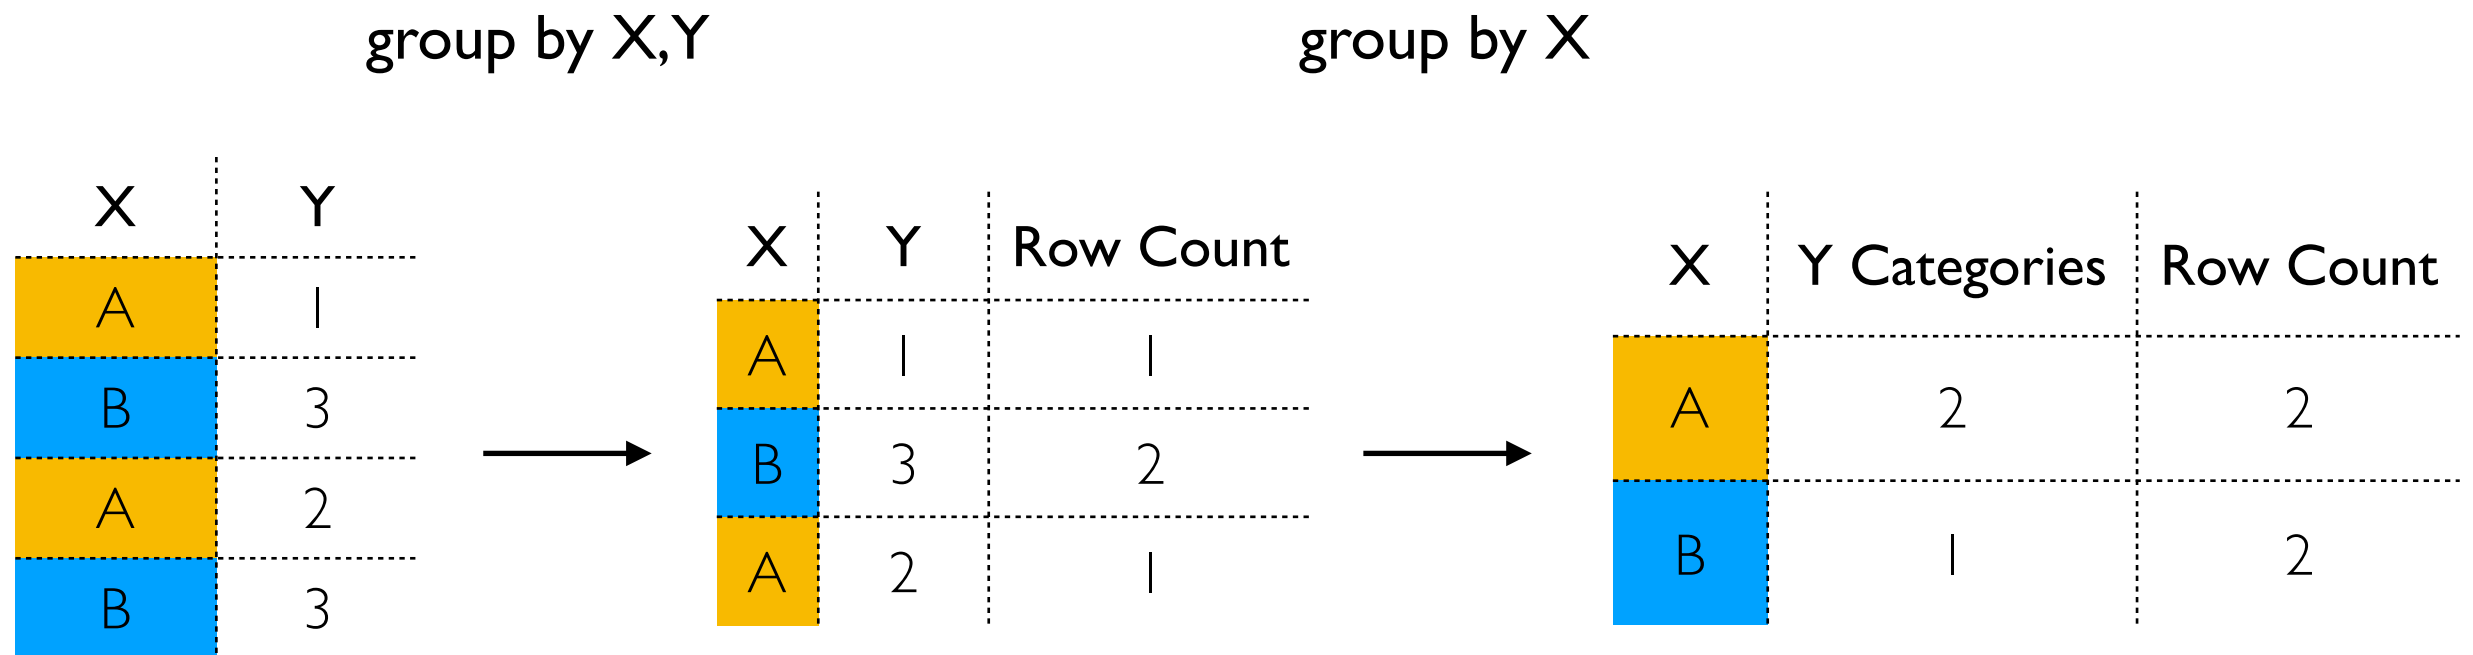 group by X,Y
group by X
X Y
A 1
B 3
A 2
B 3
X Y Row Count
A 1 1
B 3 2
A 2 1
X Y Categories Row Count
A 2 2
B 1 2